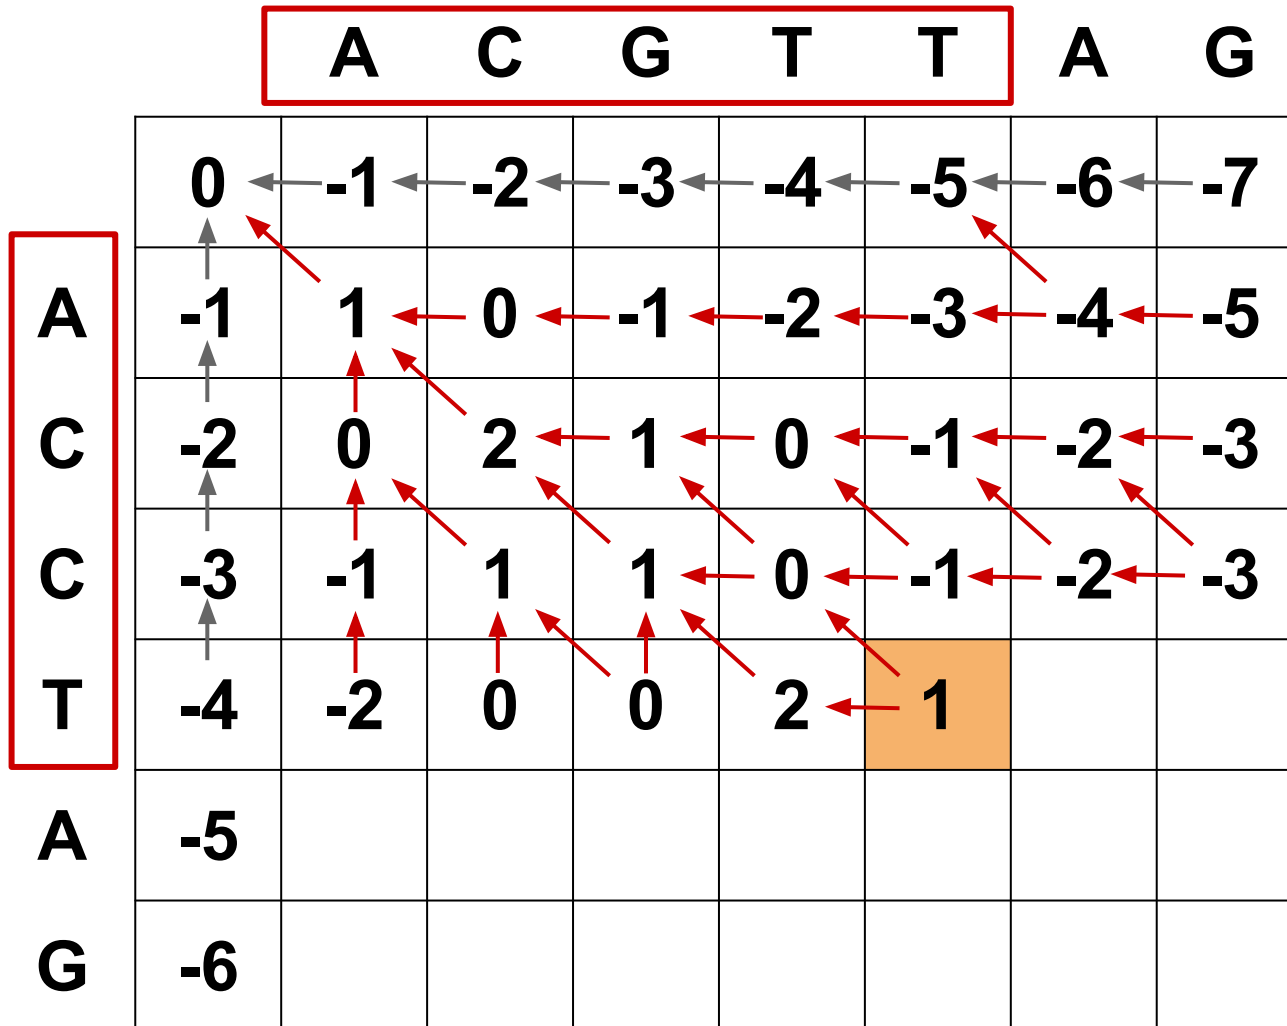 A C G T T A G
0 -1 -2 -3 -4 -5 -6 -7
A -1 1 0 -1 -2 -3 -4 -5
C -2 0 2 1 0 -1 -2 -3
C -3 -1 1 1 0 -1 -2 -3
T -4 -2 0 0 2 1
A -5
G -6